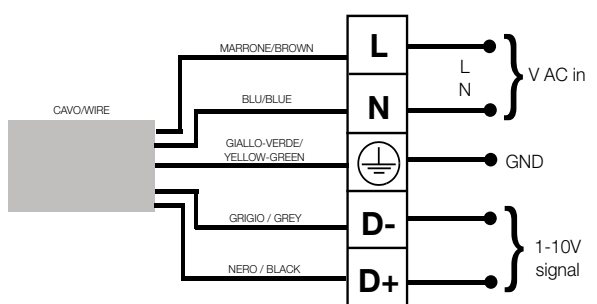 MARRONE/BROWN
L
L
N
V AC in
CAVO/WIRE
BLU/BLUE
N
GIALLO-VERDE/
YELLOW-GREEN
GND
GRIGIO / GREY
D-
1-10V
signal
NERO / BLACK
D+